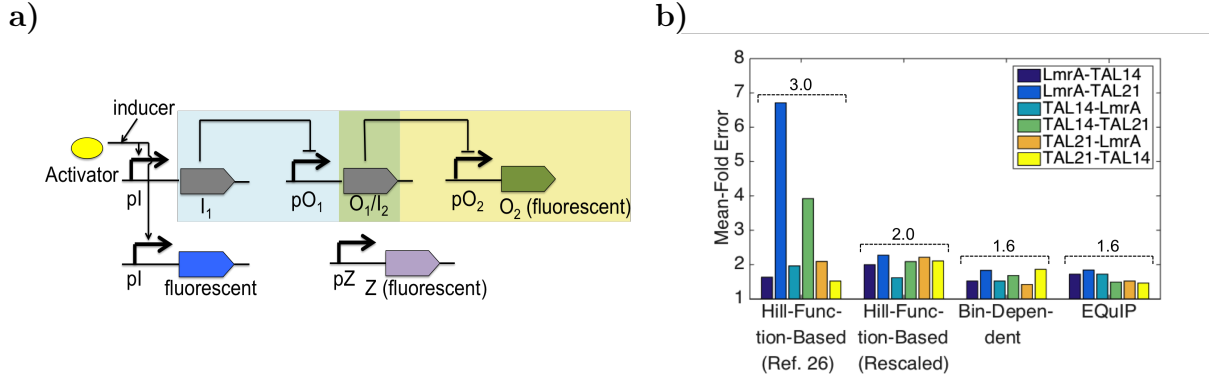 a)
inducer
Activator
pI
I1
pO1
O1/I2
pO2
O2 (fluorescent)
pI
fluorescent
pZ
Z (fluorescent)
b)
Mean-Fold Error
8
7
6
5
4
3
2
1
3.0
2.0
1.6
1.6
LmrA-TAL14
LmrA-TAL21
TAL14-LmrA
TAL14-TAL21
TAL21-LmrA
TAL21-TAL14
Hill-Func-
tion-Based
(Ref. 26)
Hill-Func-
tion-Based
(Rescaled)
Bin-Depen-
dent
EQuIP